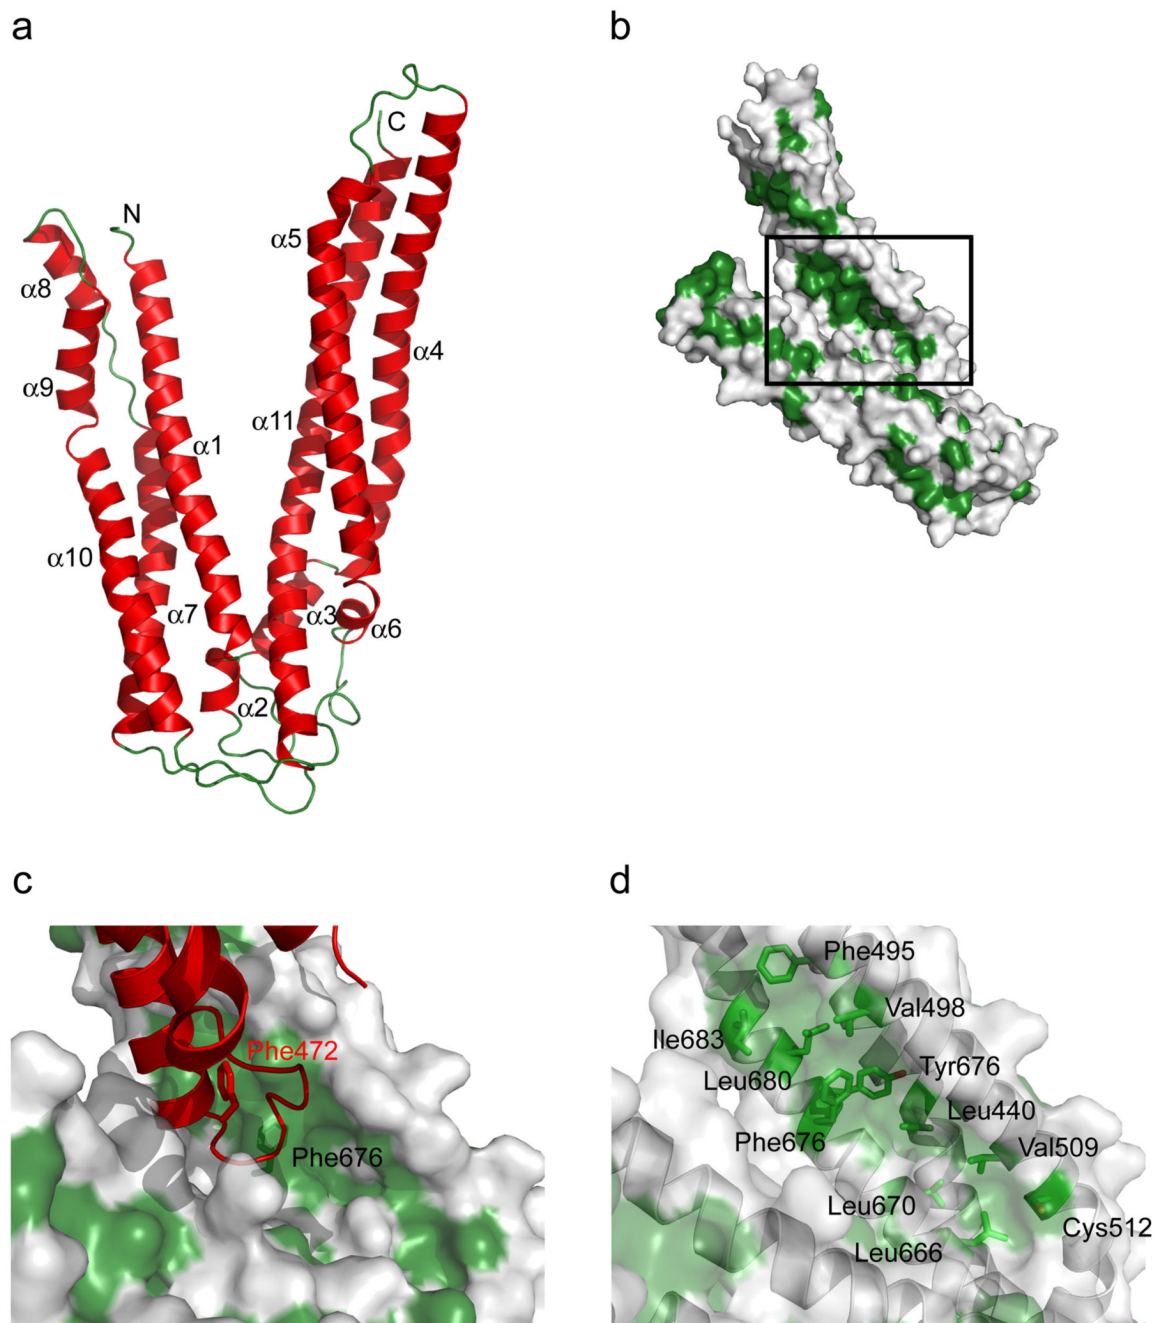 a
b
C
N
α5
α8
α4
α9
α11
α1
α10
α7
α3
α6
α2
c
d
Phe495
Val498
Ile683
Phe472
Tyr676
Leu680
Leu440
Phe676
Val509
Phe676
Leu670
Cys512
Leu666